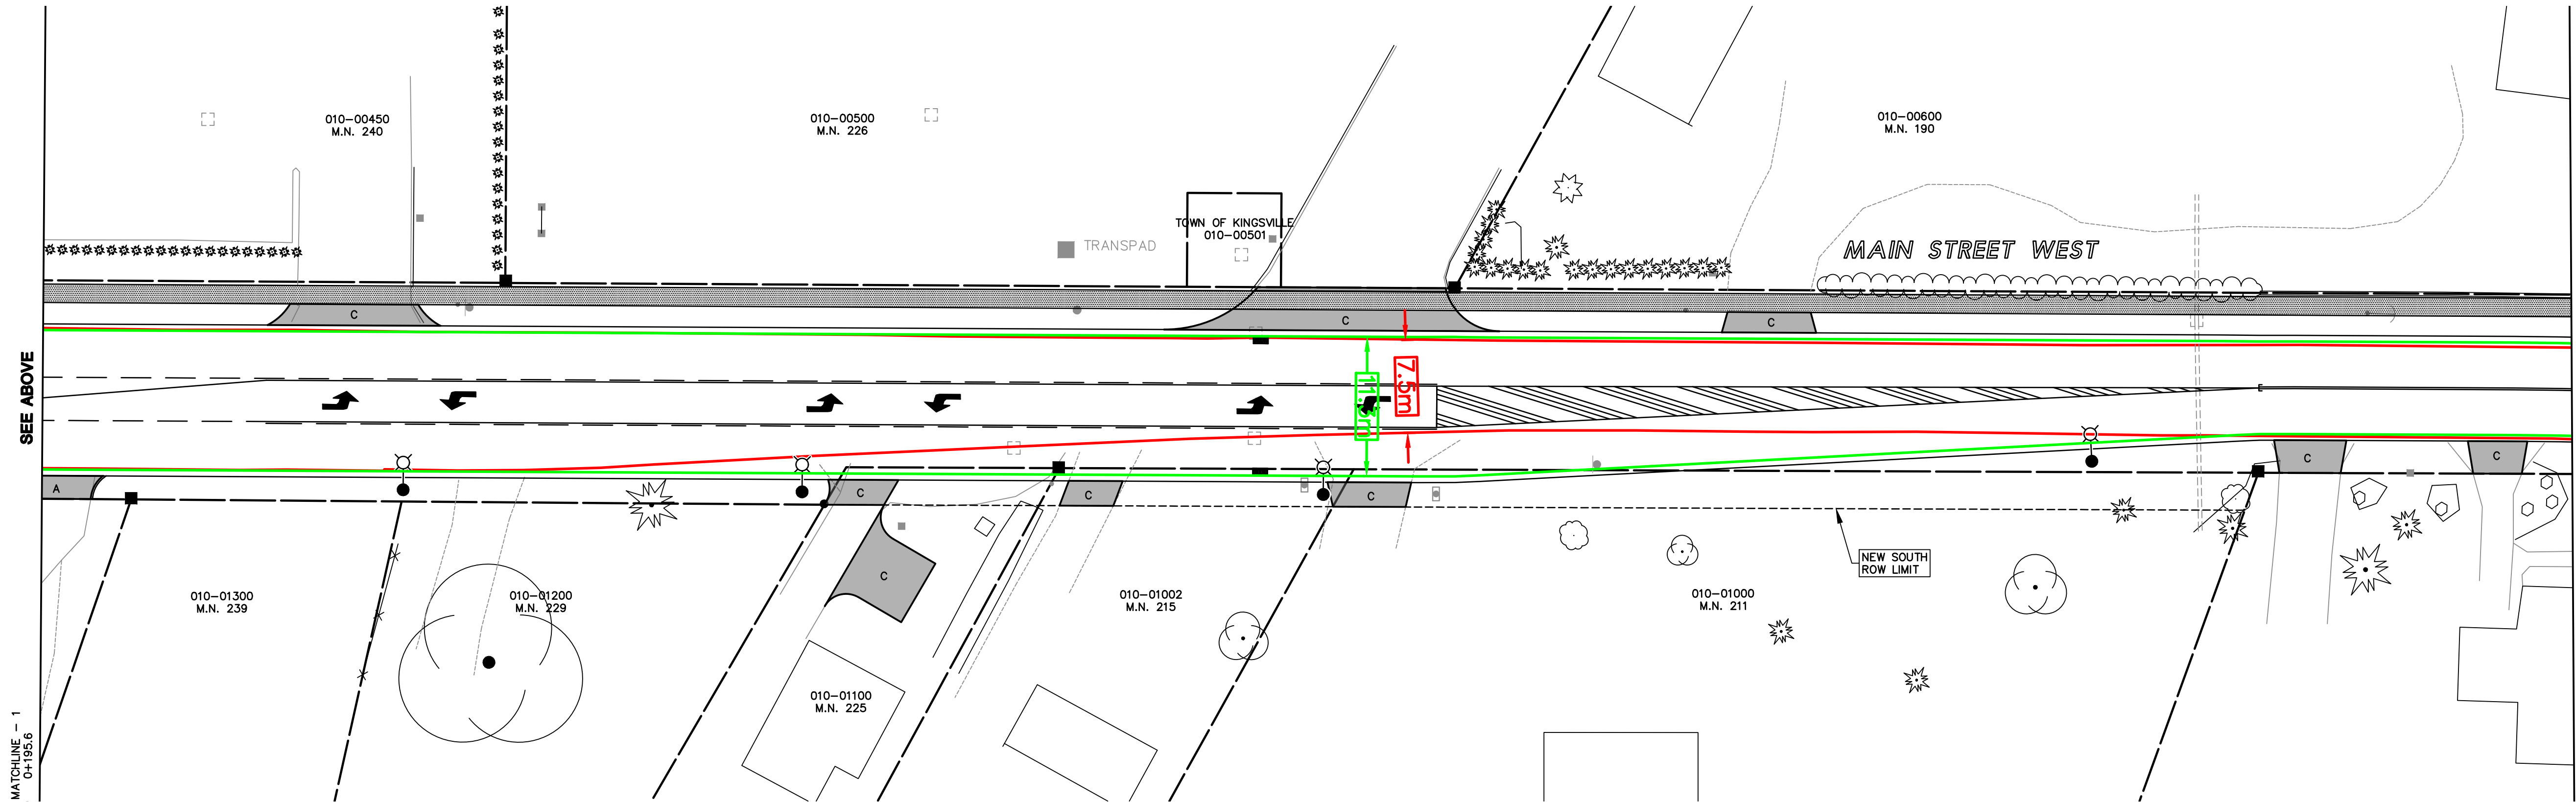 010-00450
M.N. 240
010-00500
M.N. 226
010-00600
M.N. 190
TOWN OF KINGSVILLE
010-00501
TRANSPAD
MAIN STREET WEST
C
C
C
SEE ABOVE
7.5m
11.3m
A
C
C
C
C
C
C
NEW SOUTH
ROW LIMIT
010-01300
M.N. 239
010-01200
M.N. 229
010-01002
M.N. 215
010-01000
M.N. 211
010-01100
M.N. 225
MATCHLINE - 1
0+195.6